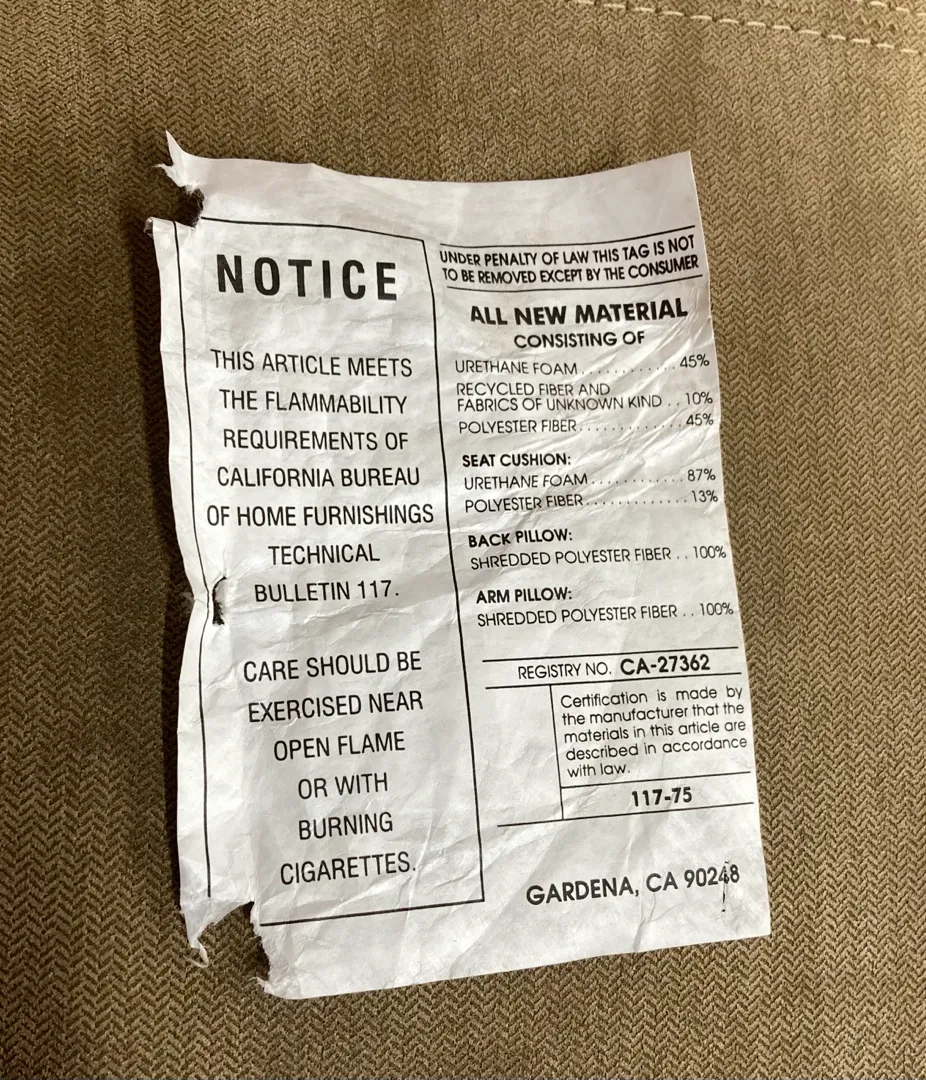 NOTICE
THIS ARTICLE MEETS
THE FLAMMABILITY
REQUIREMENTS OF
CALIFORNIA BUREAU
OF HOME FURNISHINGS
TECHNICAL
BULLETIN 117.
CARE SHOULD BE
EXERCISED NEAR
OPEN FLAME
OR WITH
BURNING
CIGARETTES.
UNDER PENALTY OF LAW THIS TAG IS NOT
TO BE REMOVED EXCEPT BY THE CONSUMER
ALL NEW MATERIAL
CONSISTING OF
URETHANE FOAM . . . . . . . . . . . . 45%
RECYCLED FIBER AND
FABRICS OF UNKNOWN KIND . . 10%
POLYESTER FIBER . . . . . . . . . . . . 45%
SEAT CUSHION:
URETHANE FOAM . . . . . . . . . . . 87%
POLYESTER FIBER . . . . . . . . . . . 13%
BACK PILLOW:
SHREDDED POLYESTER FIBER . . 100%
ARM PILLOW:
SHREDDED POLYESTER FIBER . . 100%
REGISTRY NO. CA-27362
Certification is made by
the manufacturer that the
materials in this article are
described in accordance
with law.
117-75
GARDENA, CA 90248